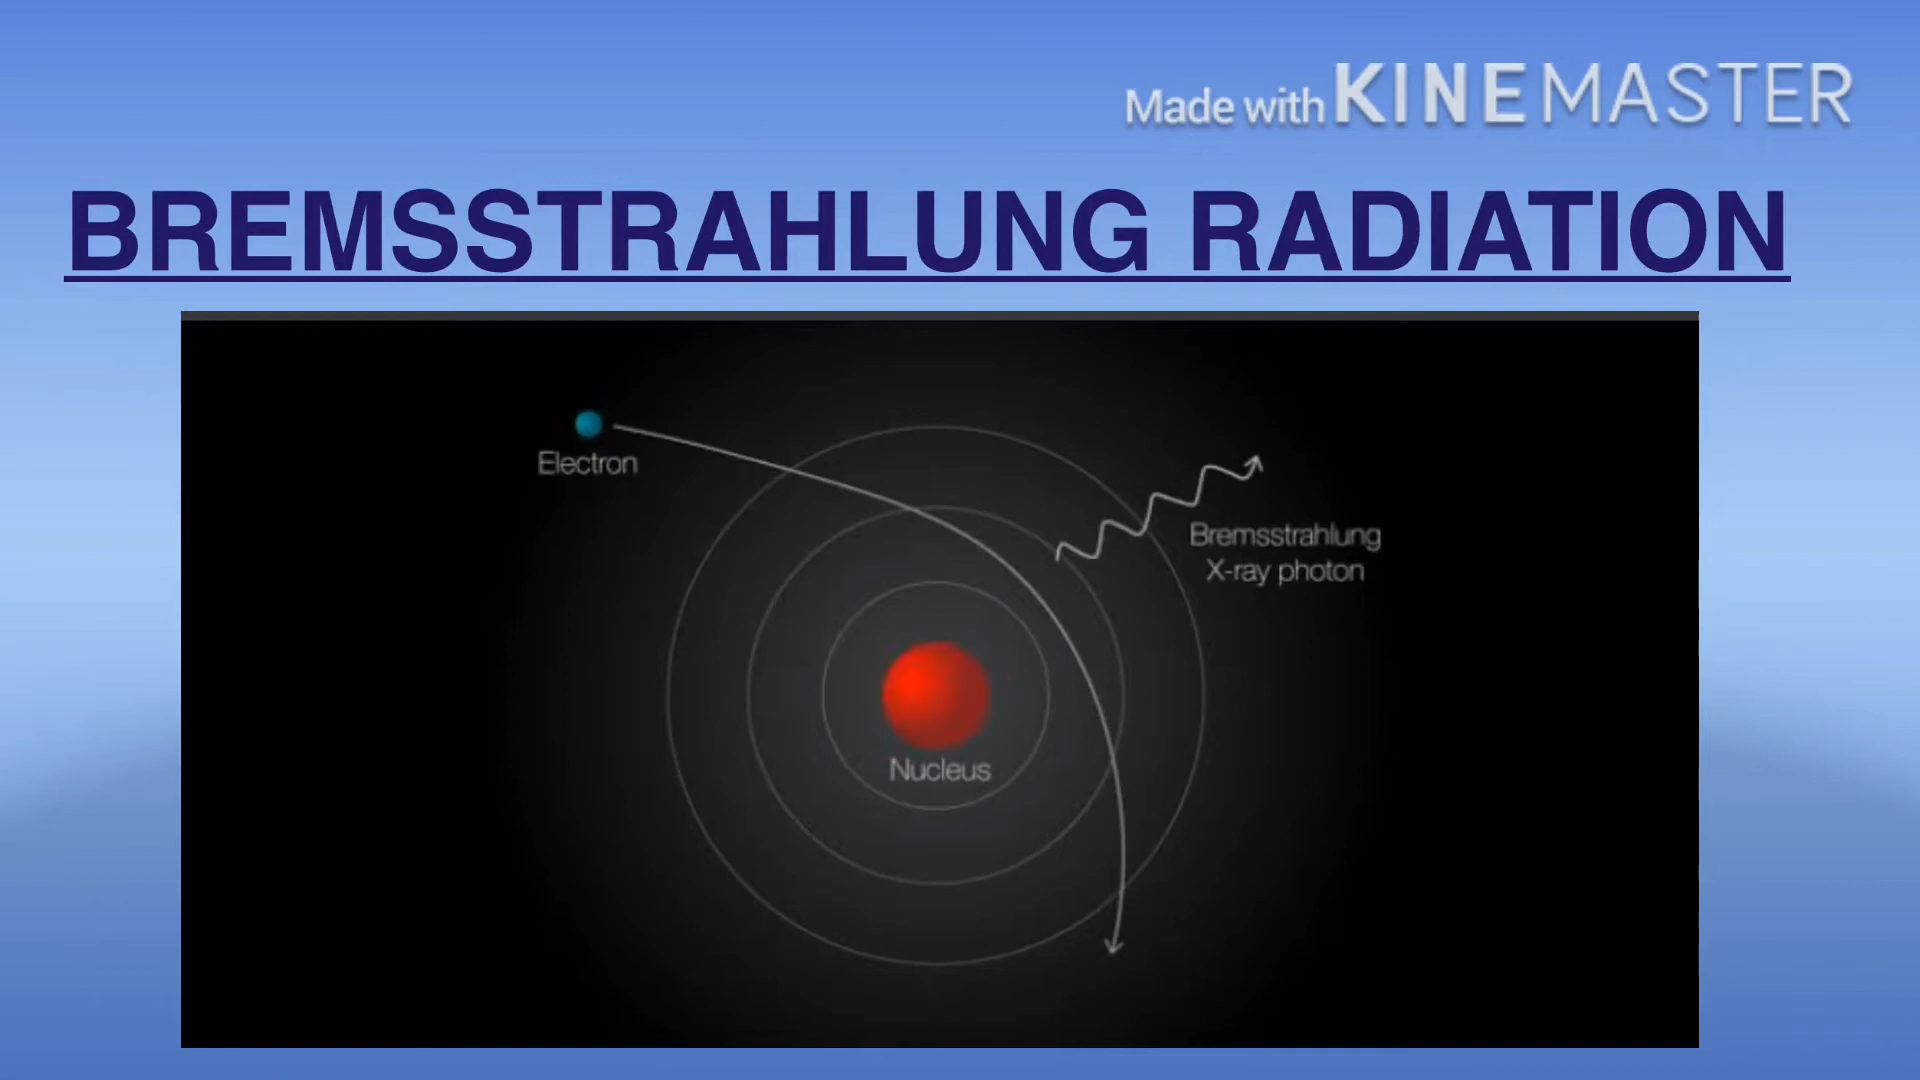 Made with KINEMASTER
BREMSSTRAHLUNG RADIATION
Electron
Bremsstrahlung
X-ray photon
Nucleus